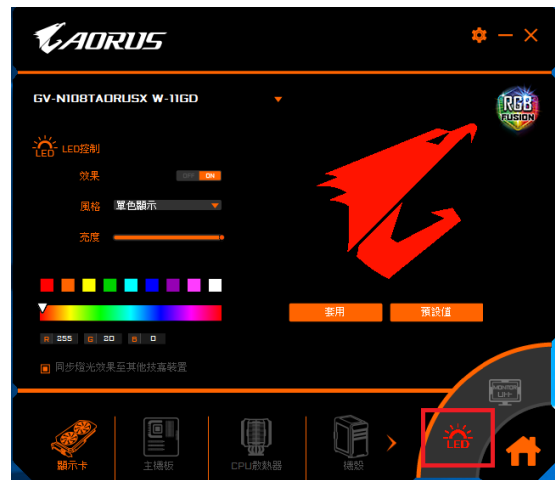 AORUS
GV-N108TAORUSX W-11GD
RGB
FUSION
LED LED控制
效果 OFF ON
風格 單色顯示
亮度
套用 預設值
R 255 G 20 B 0
同步燈光效果至其他技嘉裝置
MONITOR
LED
顯示卡 主機板 CPU散熱器 機殼